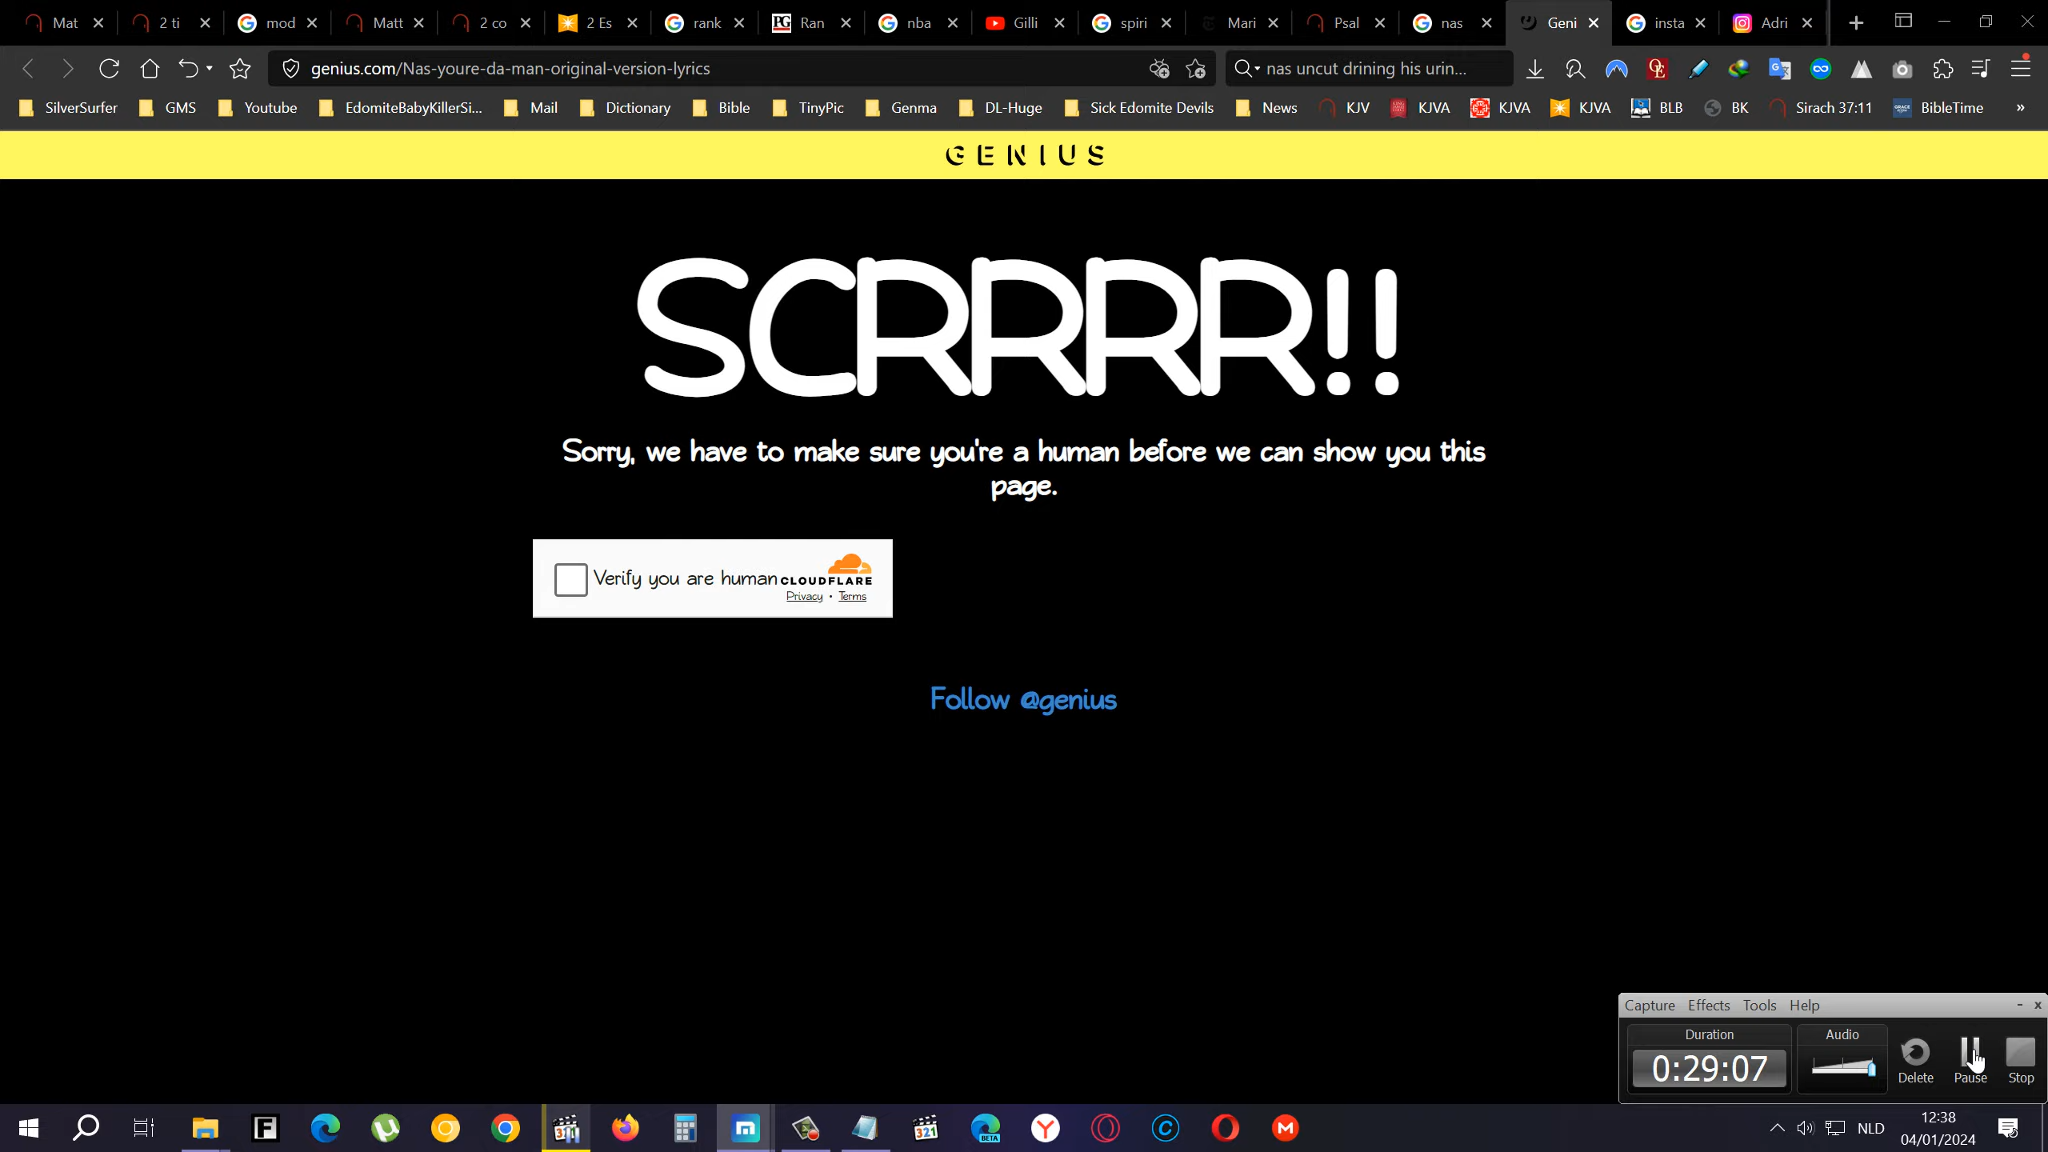 Mat
2 ti
mod
Matt
2 co
2 Es
rank
Ran
nba
Gilli
spiri
Mari
Psal
nas
Geni
insta
Adri
genius.com/Nas-youre-da-man-original-version-lyrics
nas uncut drining his urin...
SilverSurfer
GMS
Youtube
EdomiteBabyKillerSi...
Mail
Dictionary
Bible
TinyPic
Genma
DL-Huge
Sick Edomite Devils
News
KJV
KJVA
KJVA
KJVA
BLB
BK
Sirach 37:11
BibleTime
»
GENIUS
SCRRRR!!
Sorry, we have to make sure you're a human before we can show you this
page.
Verify you are human
CLOUDFLARE
Privacy • Terms
Follow @genius
Capture Effects Tools Help
Duration
Audio
0:29:07
Delete
Pause
Stop
NLD
12:38
04/01/2024